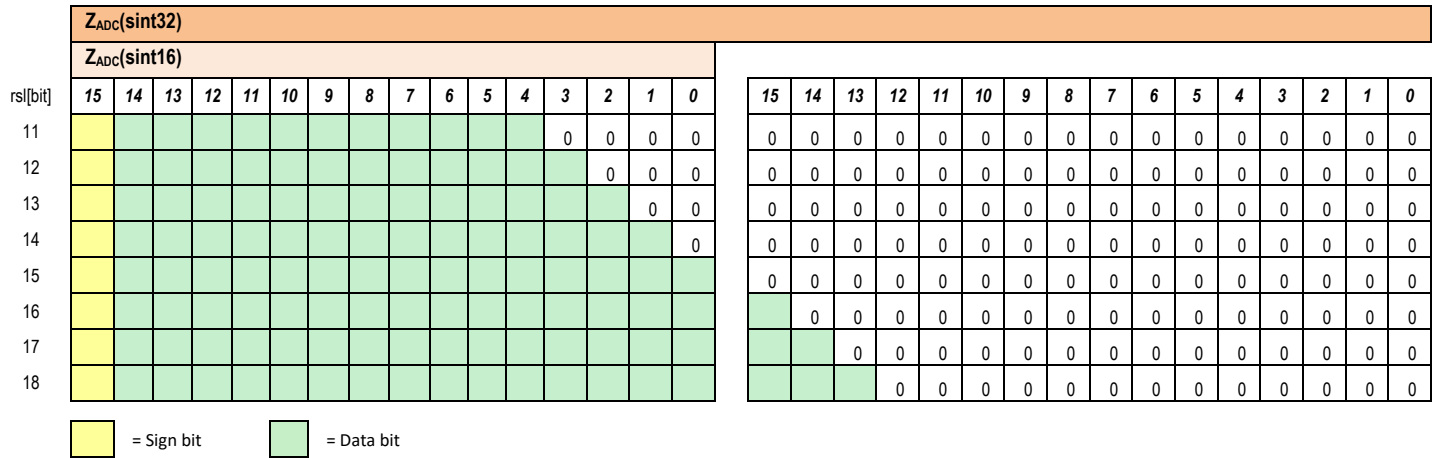 Z_ADC(sint32)
Z_ADC(sint16)
rsl[bit] 15 14 13 12 11 10 9 8 7 6 5 4 3 2 1 0 15 14 13 12 11 10 9 8 7 6 5 4 3 2 1 0
11 0 0 0 0 0 0 0 0 0 0 0 0 0 0 0 0 0 0 0 0
12 0 0 0 0 0 0 0 0 0 0 0 0 0 0 0 0 0 0 0
13 0 0 0 0 0 0 0 0 0 0 0 0 0 0 0 0 0 0
14 0 0 0 0 0 0 0 0 0 0 0 0 0 0 0 0 0
15 0 0 0 0 0 0 0 0 0 0 0 0 0 0 0 0
16 0 0 0 0 0 0 0 0 0 0 0 0 0 0 0
17 0 0 0 0 0 0 0 0 0 0 0 0 0 0
18 0 0 0 0 0 0 0 0 0 0 0 0 0
= Sign bit = Data bit